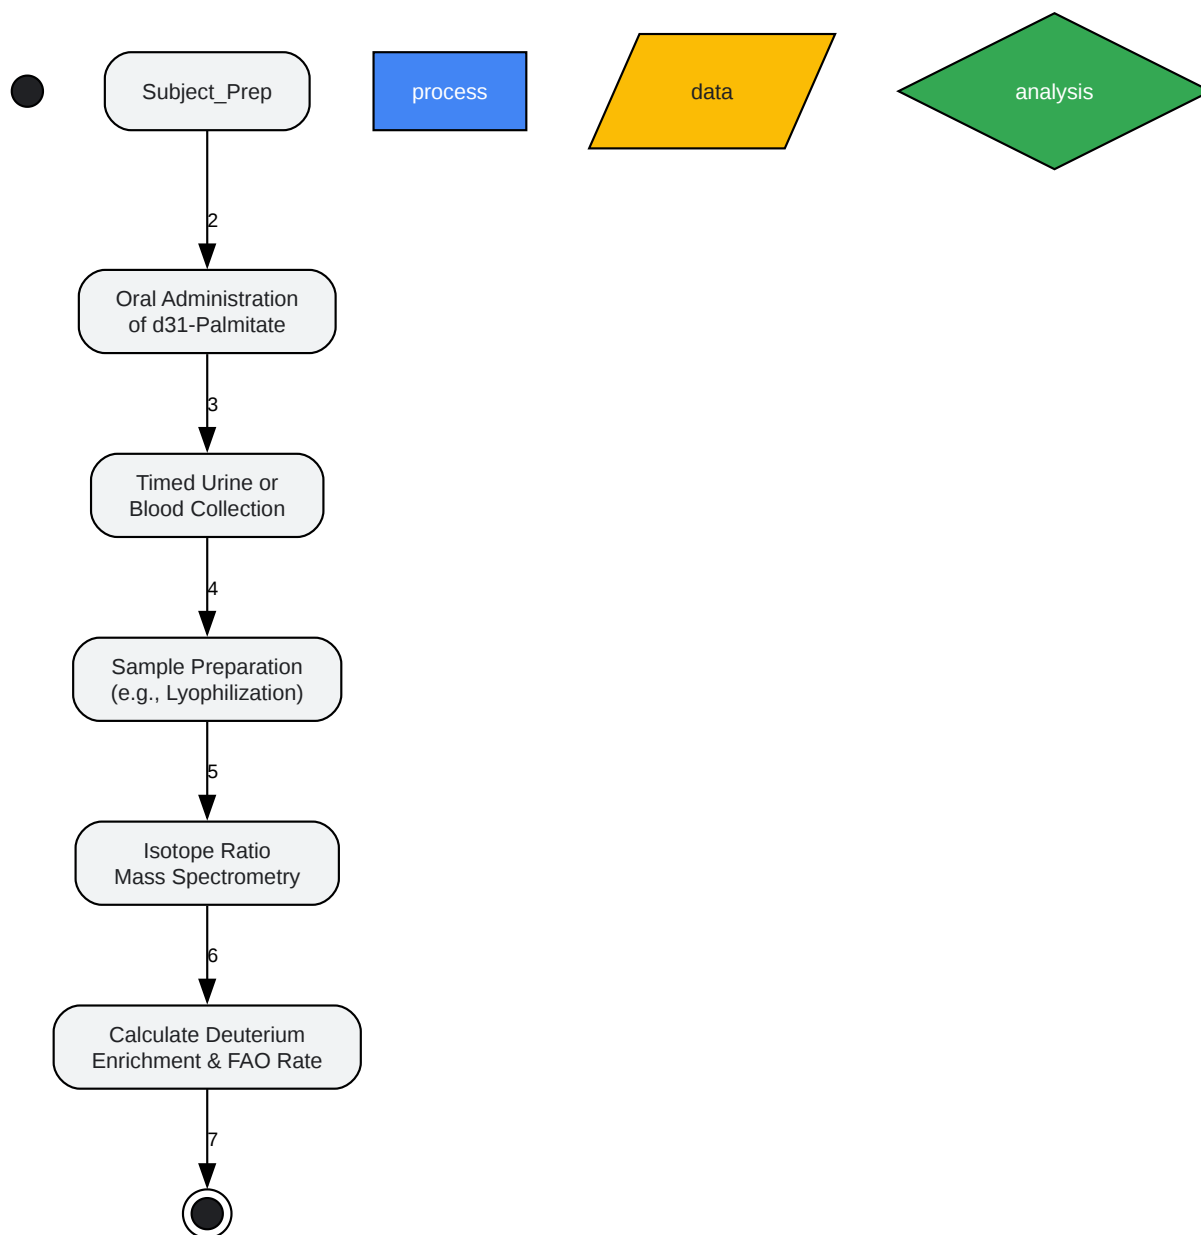 Subject_Prep
process
data
analysis
2
Oral Administration
of d31-Palmitate
3
Timed Urine or
Blood Collection
4
Sample Preparation
(e.g., Lyophilization)
5
Isotope Ratio
Mass Spectrometry
6
Calculate Deuterium
Enrichment & FAO Rate
7